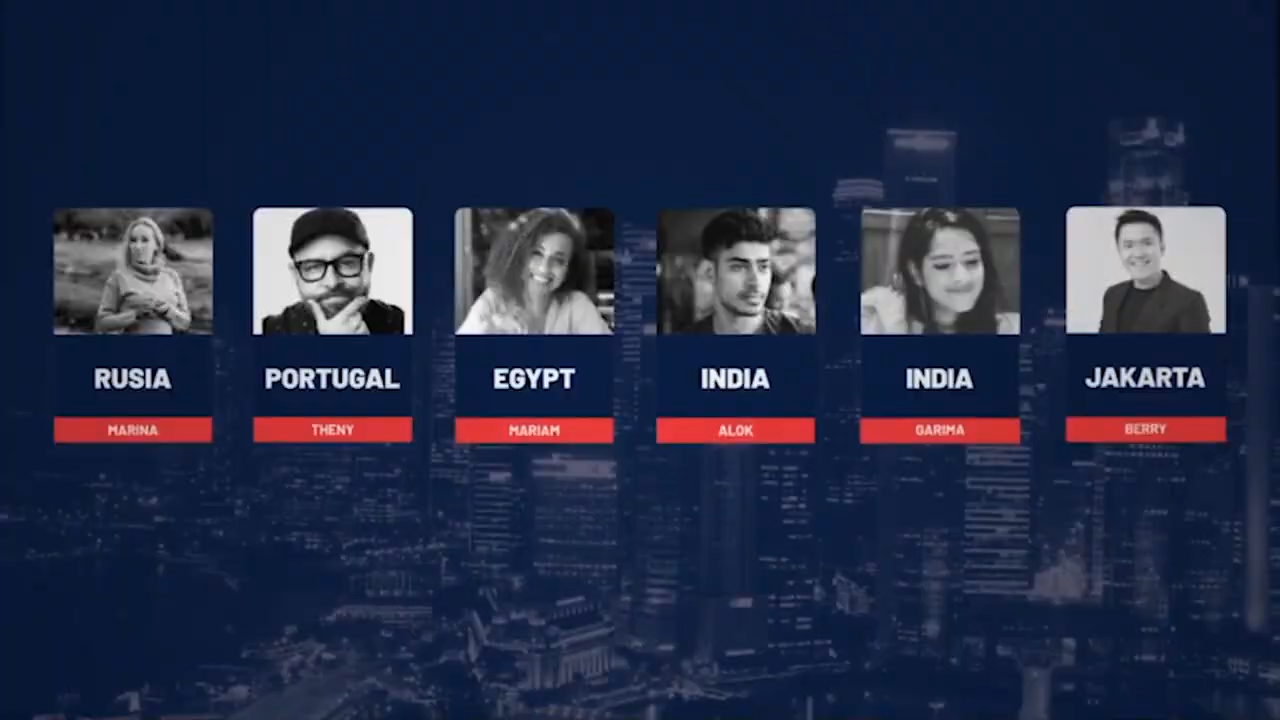 RUSIA
MARINA
PORTUGAL
THENY
EGYPT
MARIAM
INDIA
ALOK
INDIA
GARIMA
JAKARTA
BERRY